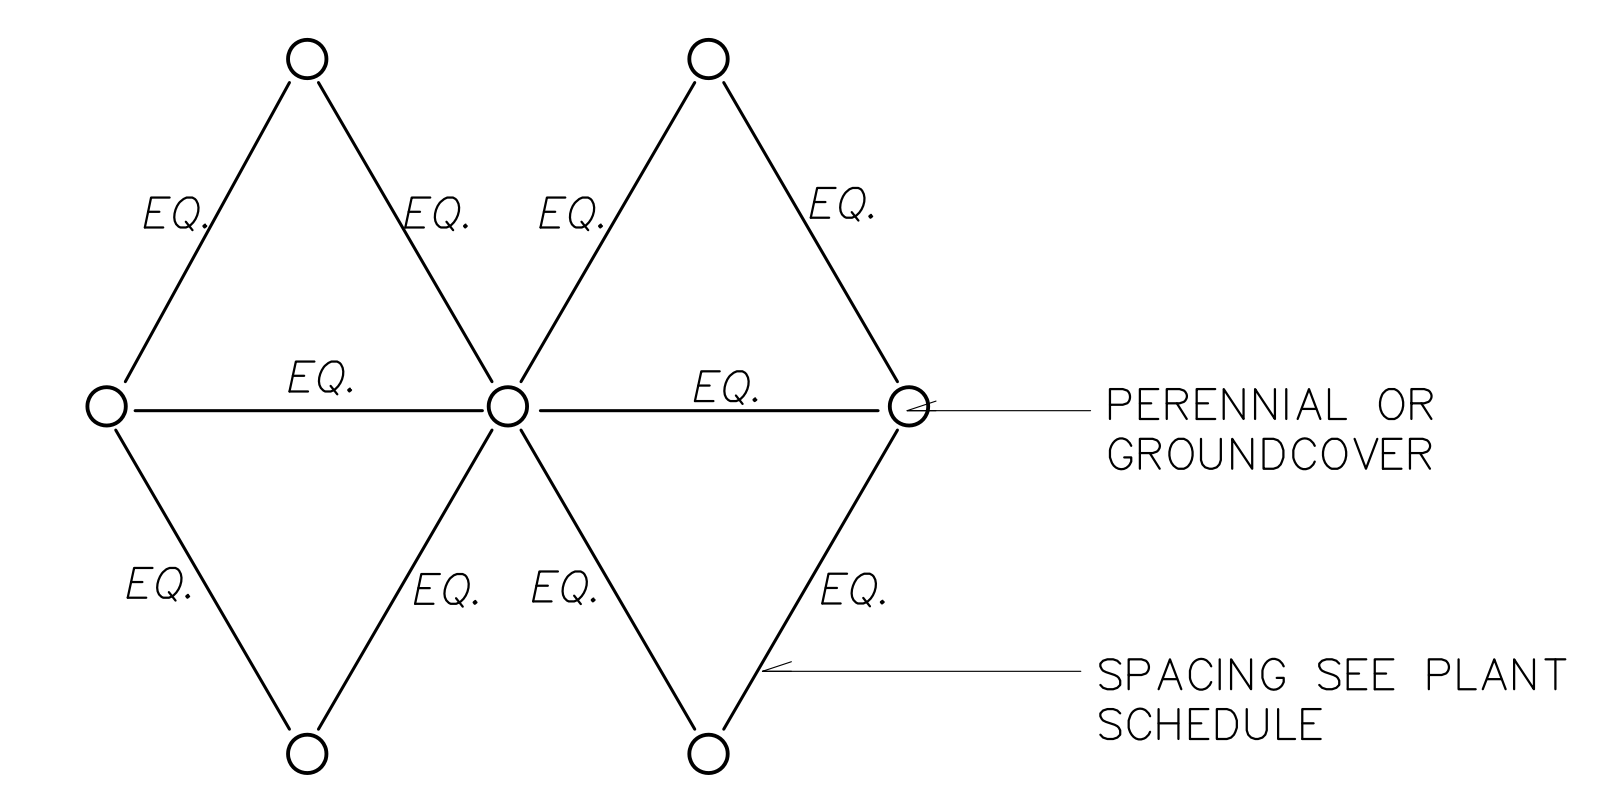 EQ. EQ. EQ. EQ.
EQ. EQ.
PERENNIAL OR
GROUNDCOVER
EQ. EQ. EQ. EQ.
SPACING SEE PLANT
SCHEDULE